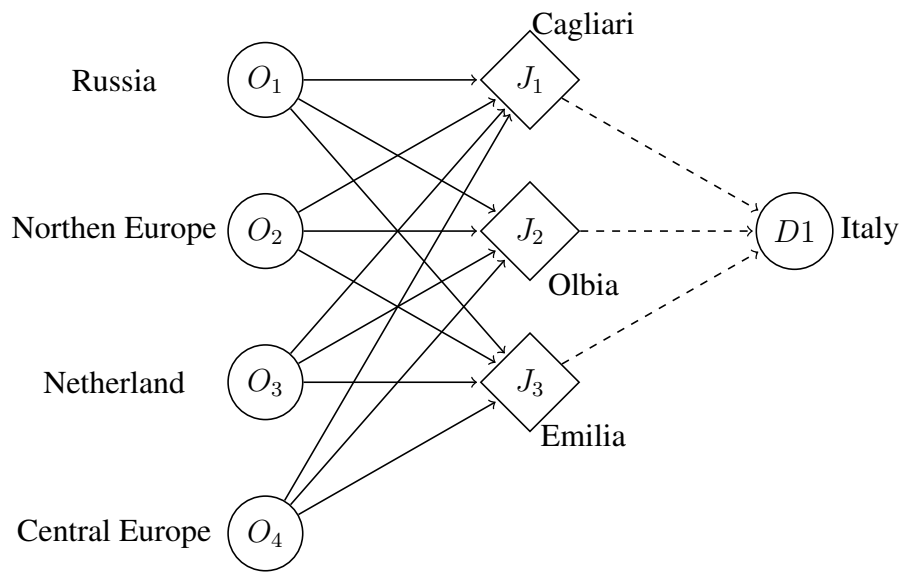 Cagliari
Russia O1 J1
Northen Europe O2 J2 D1 Italy
Olbia
Netherland O3 J3
Emilia
Central Europe O4